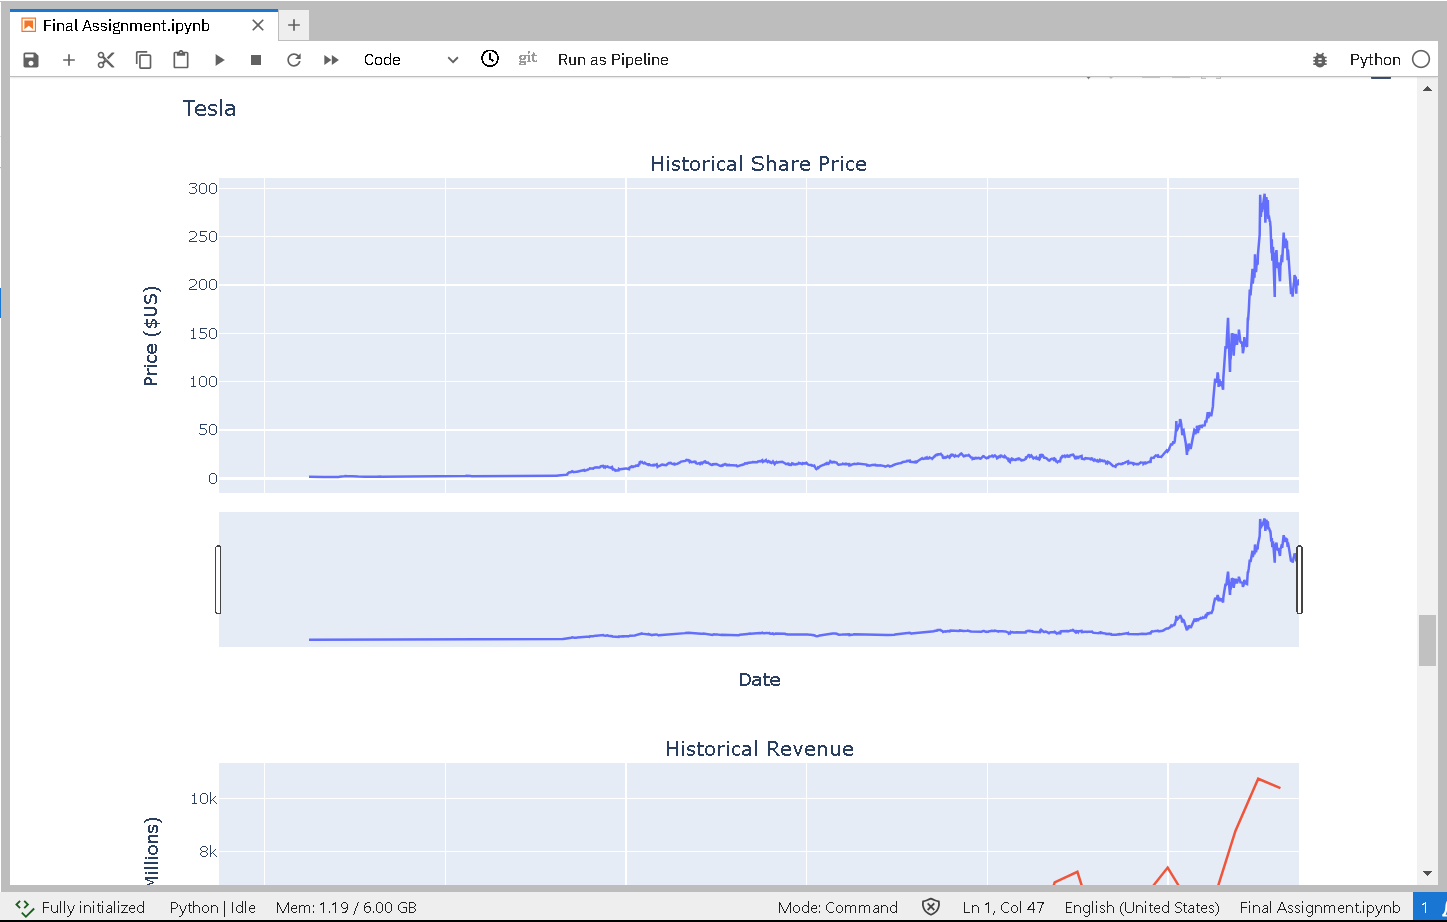 Final Assignment.ipynb
Code
git
Run as Pipeline
Python
Tesla
Historical Share Price
300
250
200
150
100
50
0
Price ($US)
Date
Historical Revenue
10k
8k
Millions)
Fully initialized
Python | Idle
Mem: 1.19 / 6.00 GB
Mode: Command
Ln 1, Col 47
English (United States)
Final Assignment.ipynb
1